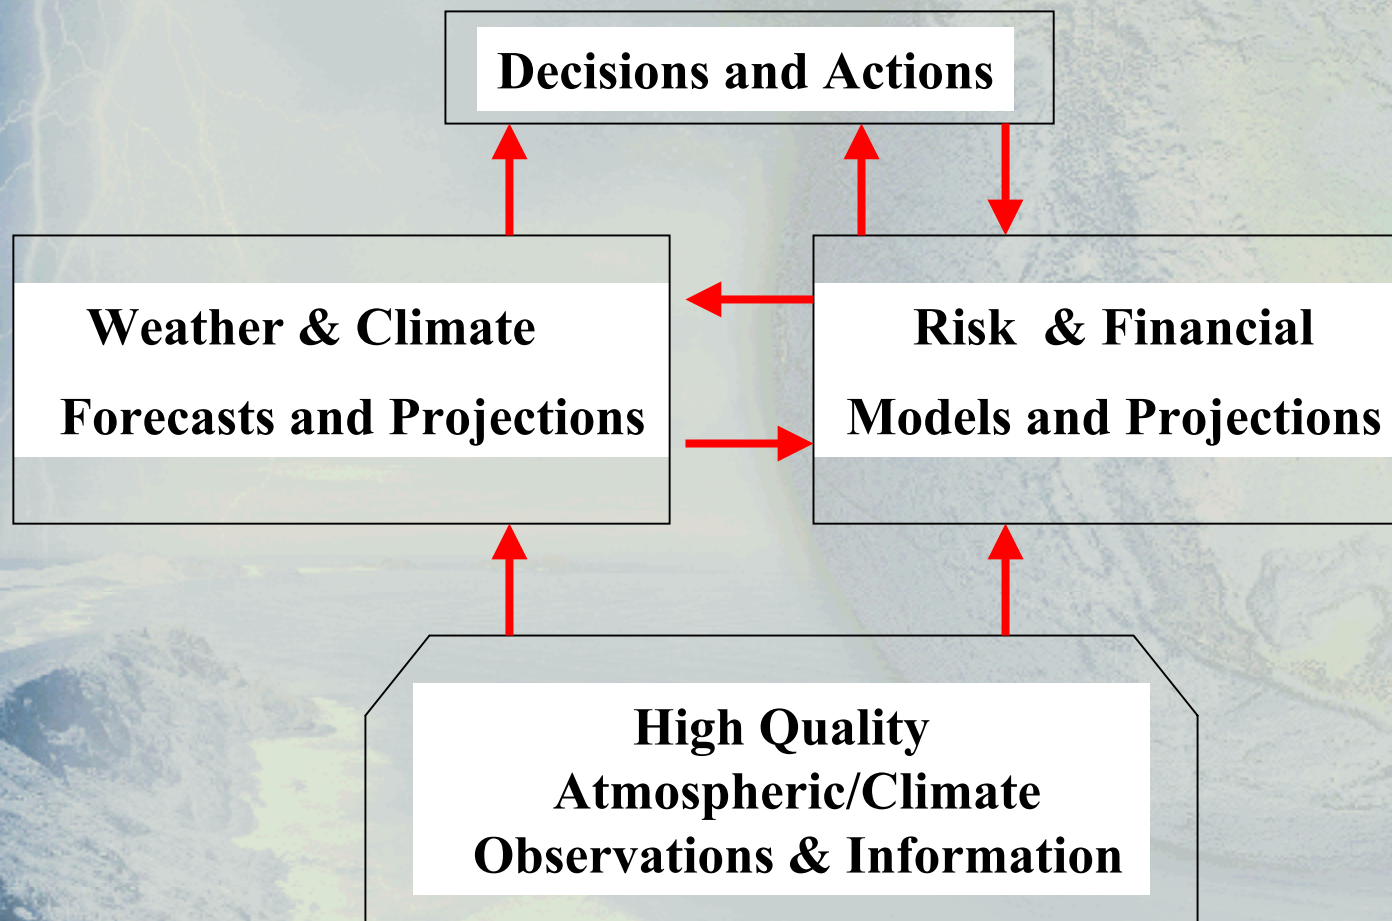 Decisions and Actions
Weather & Climate
Forecasts and Projections
Risk & Financial
Models and Projections
High Quality
Atmospheric/Climate
Observations & Information